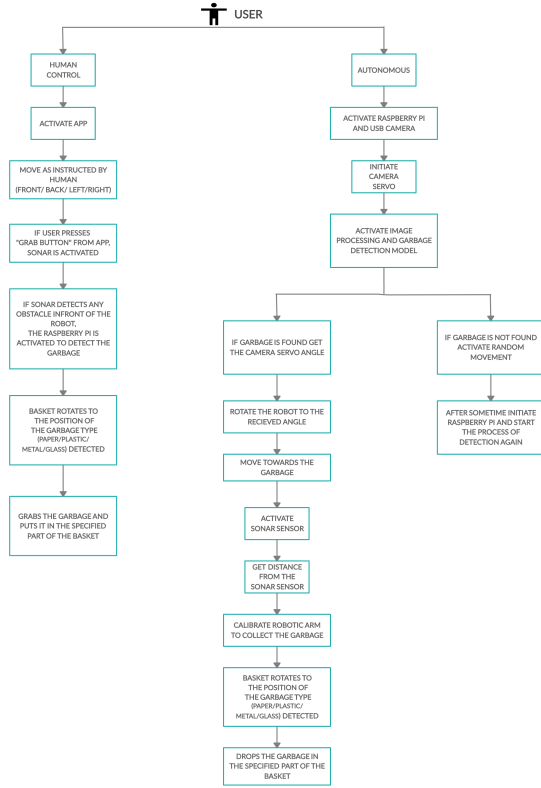 USER
HUMAN
CONTROL
ACTIVATE APP
MOVE AS INSTRUCTED BY
HUMAN
(FRONT/ BACK/ LEFT/RIGHT)
IF USER PRESSES
"GRAB BUTTON" FROM APP,
SONAR IS ACTIVATED
IF SONAR DETECTS ANY
OBSTACLE INFRONT OF THE
ROBOT,
THE RASPBERRY PI IS
ACTIVATED TO DETECT THE
GARBAGE
BASKET ROTATES TO
THE POSITION OF
THE GARBAGE TYPE
(PAPER/PLASTIC/
METAL/GLASS) DETECTED
GRABS THE GARBAGE AND
PUTS IT IN THE SPECIFIED
PART OF THE BASKET
AUTONOMOUS
ACTIVATE RASPBERRY PI
AND USB CAMERA
INITIATE
CAMERA
SERVO
ACTIVATE IMAGE
PROCESSING AND GARBAGE
DETECTION MODEL
IF GARBAGE IS FOUND GET
THE CAMERA SERVO ANGLE
ROTATE THE ROBOT TO THE
RECIEVED ANGLE
MOVE TOWARDS THE
GARBAGE
ACTIVATE
SONAR SENSOR
GET DISTANCE
FROM THE
SONAR SENSOR
CALIBRATE ROBOTIC ARM
TO COLLECT THE GARBAGE
BASKET ROTATES TO
THE POSITION OF
THE GARBAGE TYPE
(PAPER/PLASTIC/
METAL/GLASS) DETECTED
DROPS THE GARBAGE IN
THE SPECIFIED PART OF THE
BASKET
IF GARBAGE IS NOT FOUND
ACTIVATE RANDOM
MOVEMENT
AFTER SOMETIME INITIATE
RASPBERRY PI AND START
THE PROCESS OF
DETECTION AGAIN